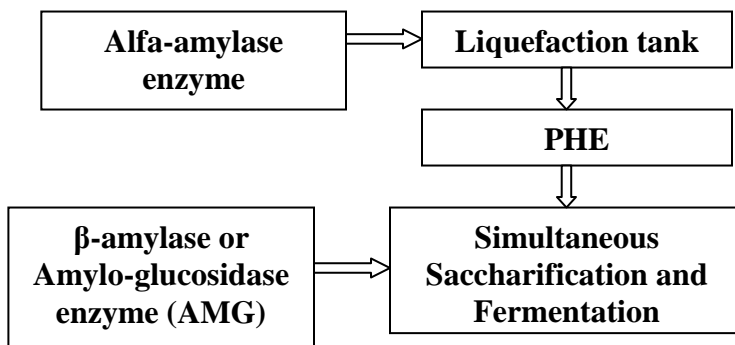 Alfa-amylase
enzyme
Liquefaction tank
PHE
β-amylase or
Amylo-glucosidase
enzyme (AMG)
Simultaneous
Saccharification and
Fermentation